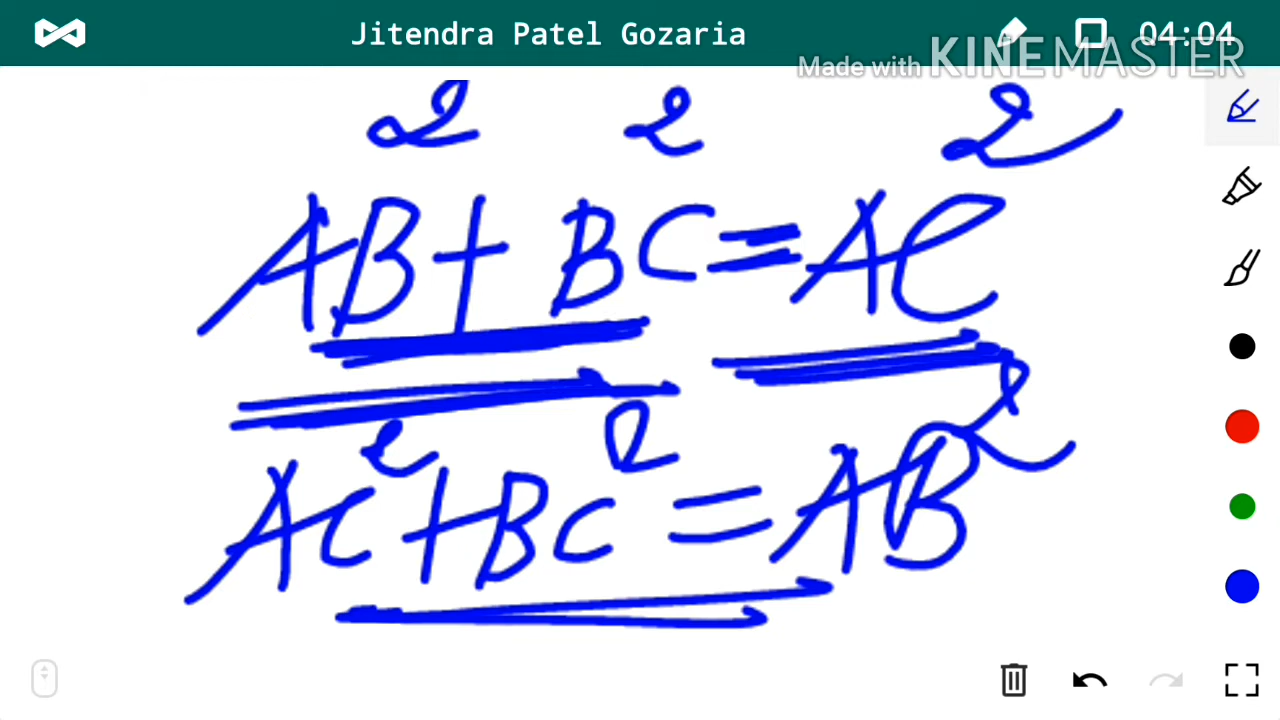 Jitendra Patel Gozaria
04:04
Made with KINEMASTER
AB² + BC² = AC²
AC² + BC² = AB²